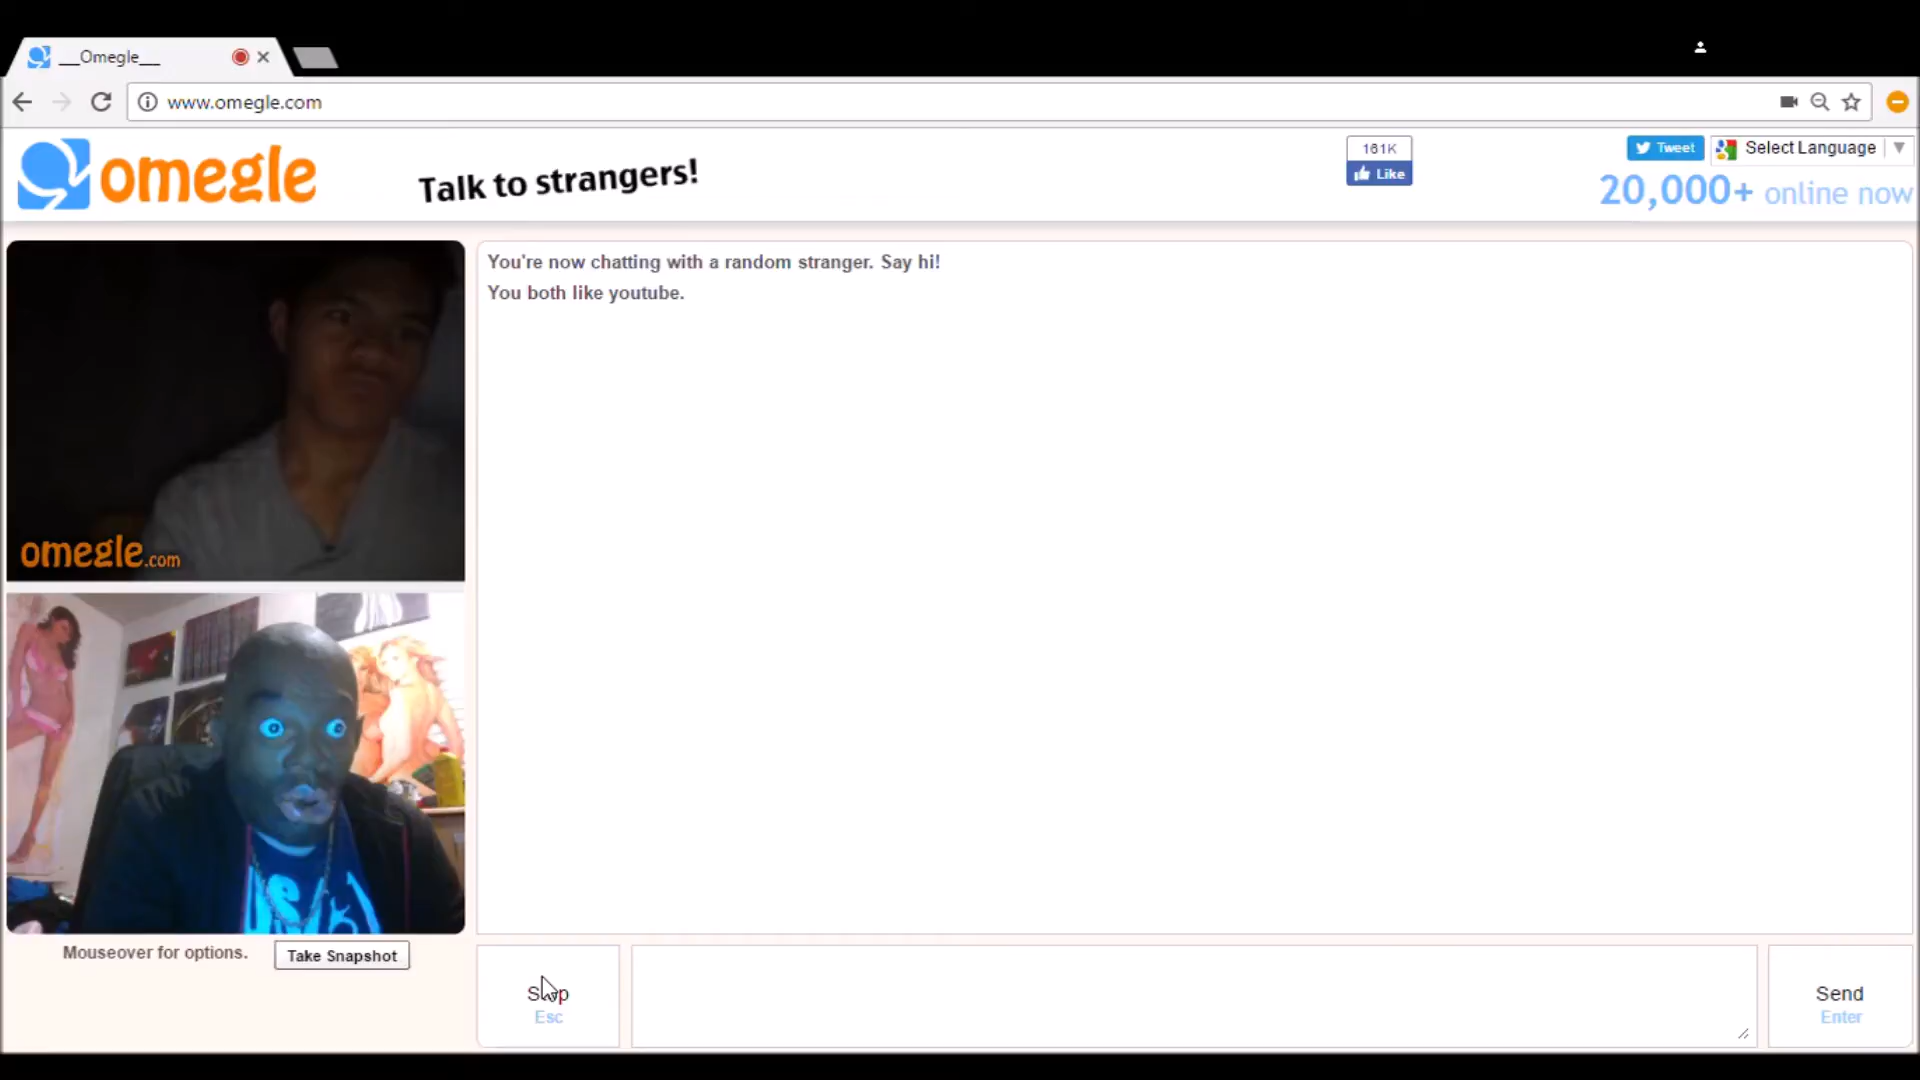 __Omegle__
www.omegle.com
omegle
Talk to strangers!
161K
Like
Tweet
Select Language
20,000+ online now
You're now chatting with a random stranger. Say hi!
You both like youtube.
omegle.com
Mouseover for options.
Take Snapshot
Stop
Esc
Send
Enter